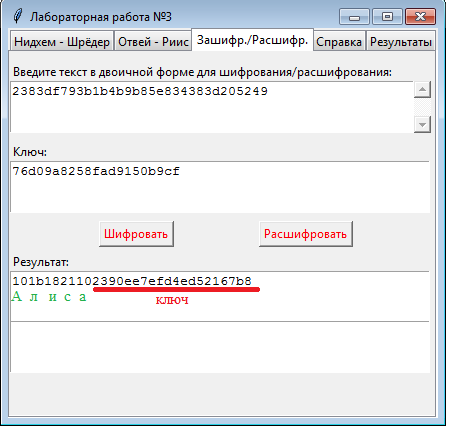 Лабораторная работа №3
Нидхем - Шрёдер Отвей - Риис Зашифр./Расшифр. Справка Результаты
Введите текст в двоичной форме для шифрования/расшифрования:
2383df793b1b4b9b85e834383d205249
Ключ:
76d09a8258fad9150b9cf
Шифровать Расшифровать
Результат:
101b1821102390ee7efd4ed52167b8
А л и с а ключ